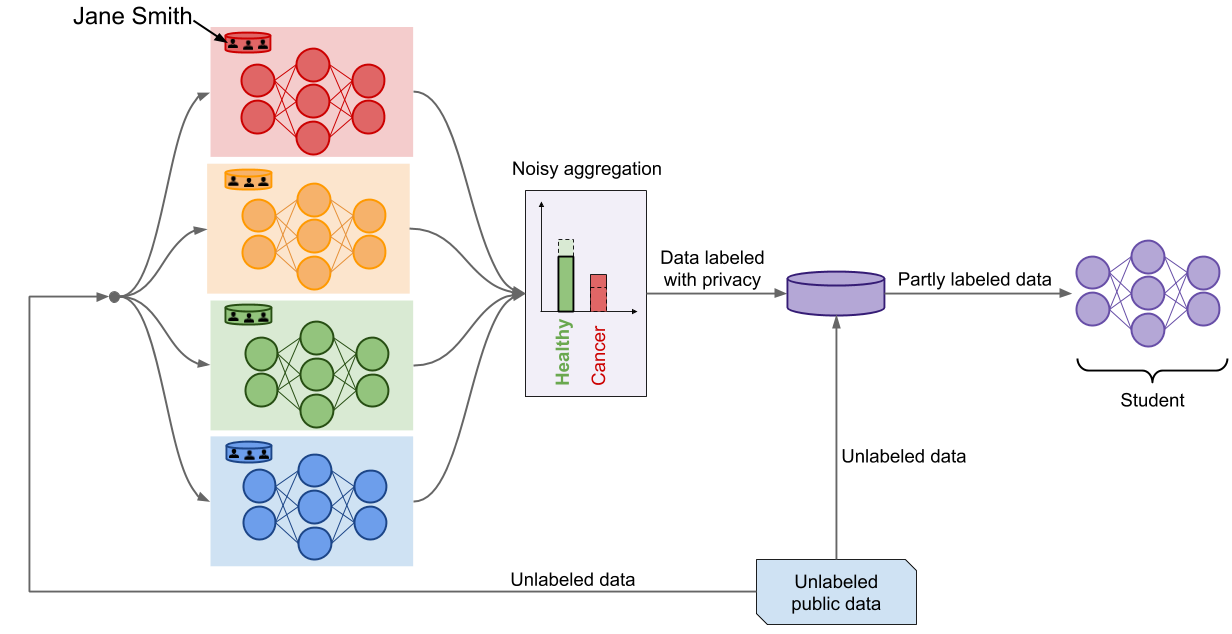 Jane Smith
Noisy aggregation
Healthy
Cancer
Data labeled
with privacy
Partly labeled data
Student
Unlabeled data
Unlabeled data
Unlabeled
public data